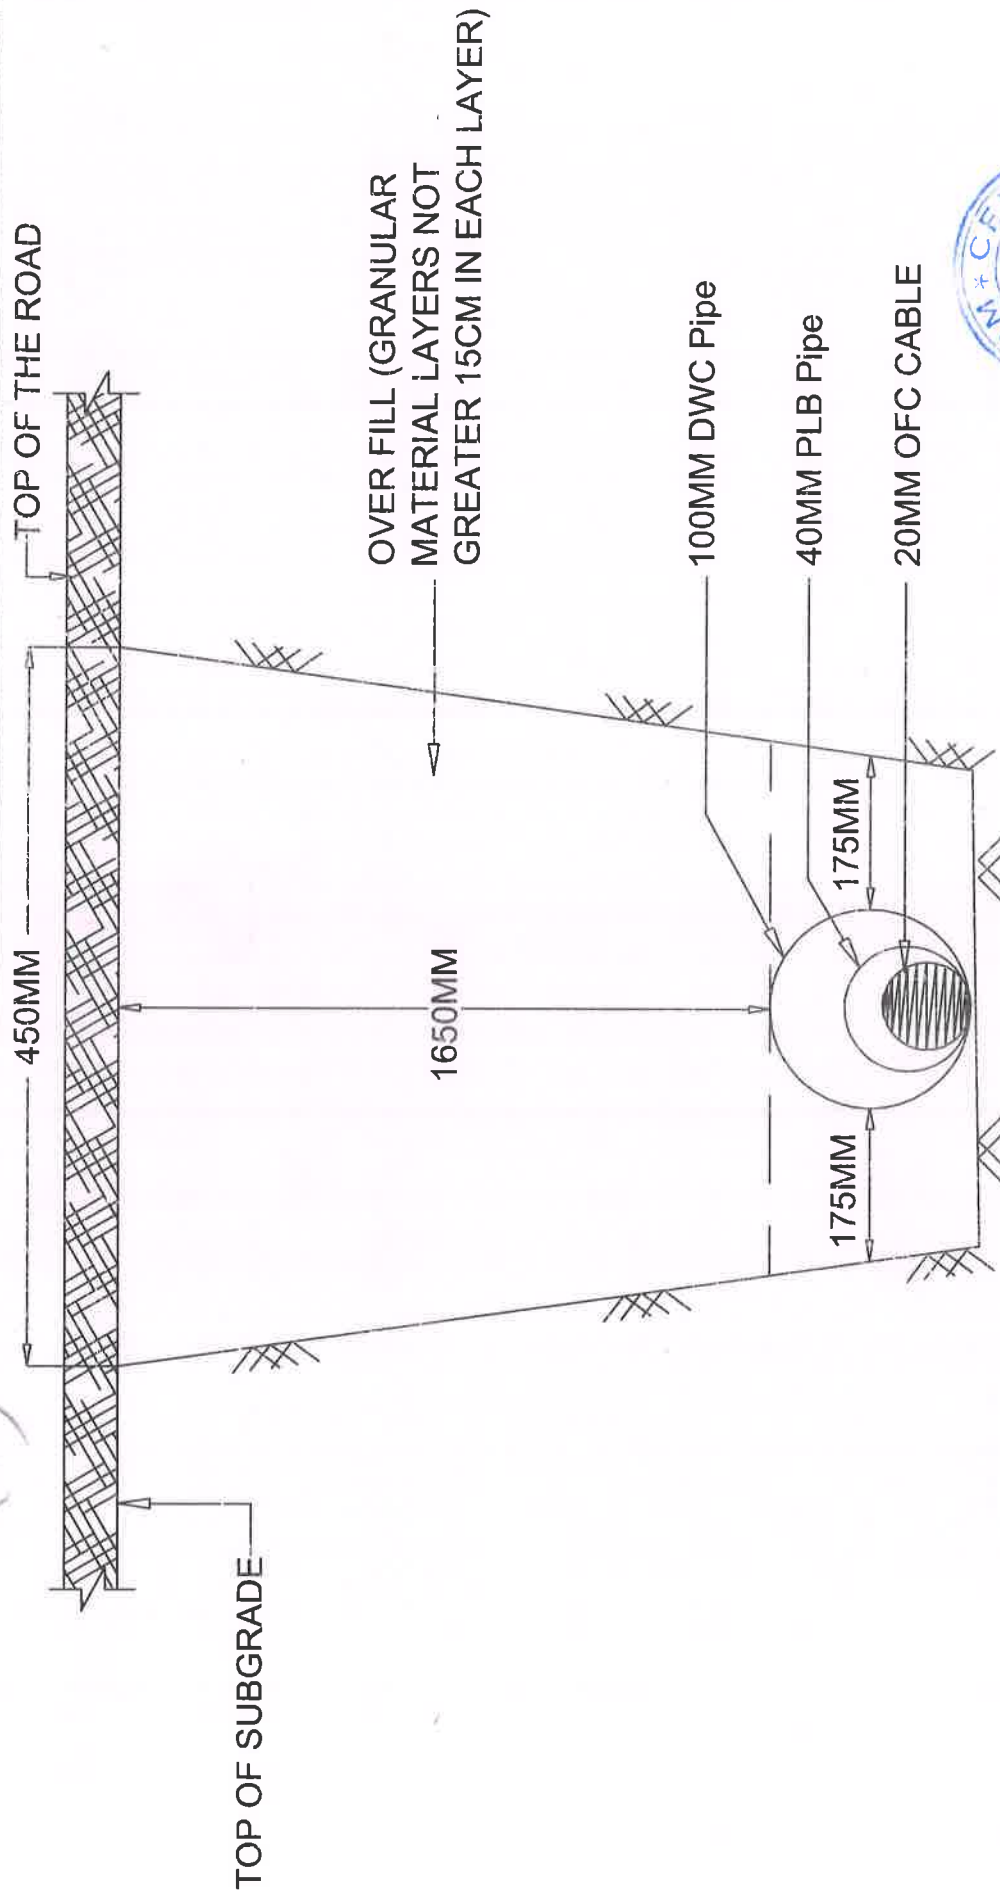 TOP OF THE ROAD
450MM
TOP OF SUBGRADE
OVER FILL (GRANULAR
MATERIAL LAYERS NOT
GREATER 15CM IN EACH LAYER)
1650MM
100MM DWC Pipe
40MM PLB Pipe
20MM OFC CABLE
175MM
175MM